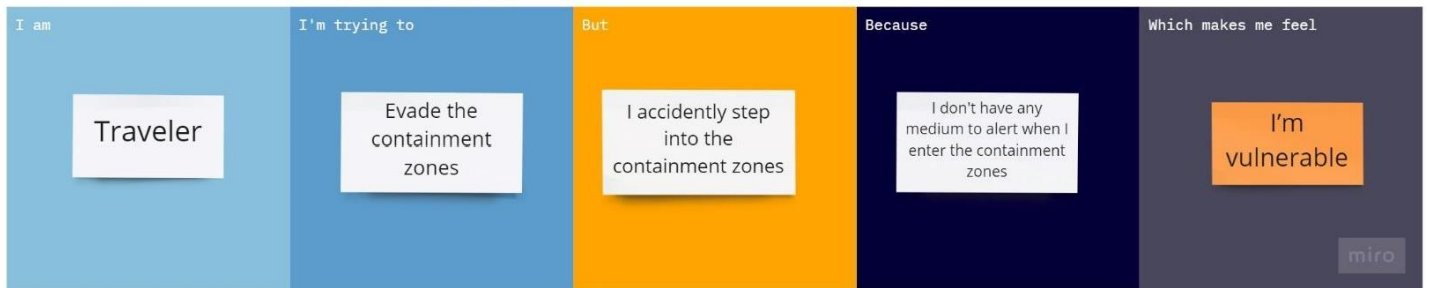 I am
Traveler
I'm trying to
Evade the
containment
zones
But
I accidently step
into the
containment zones
Because
I don't have any
medium to alert when I
enter the containment
zones
Which makes me feel
I’m
vulnerable
miro